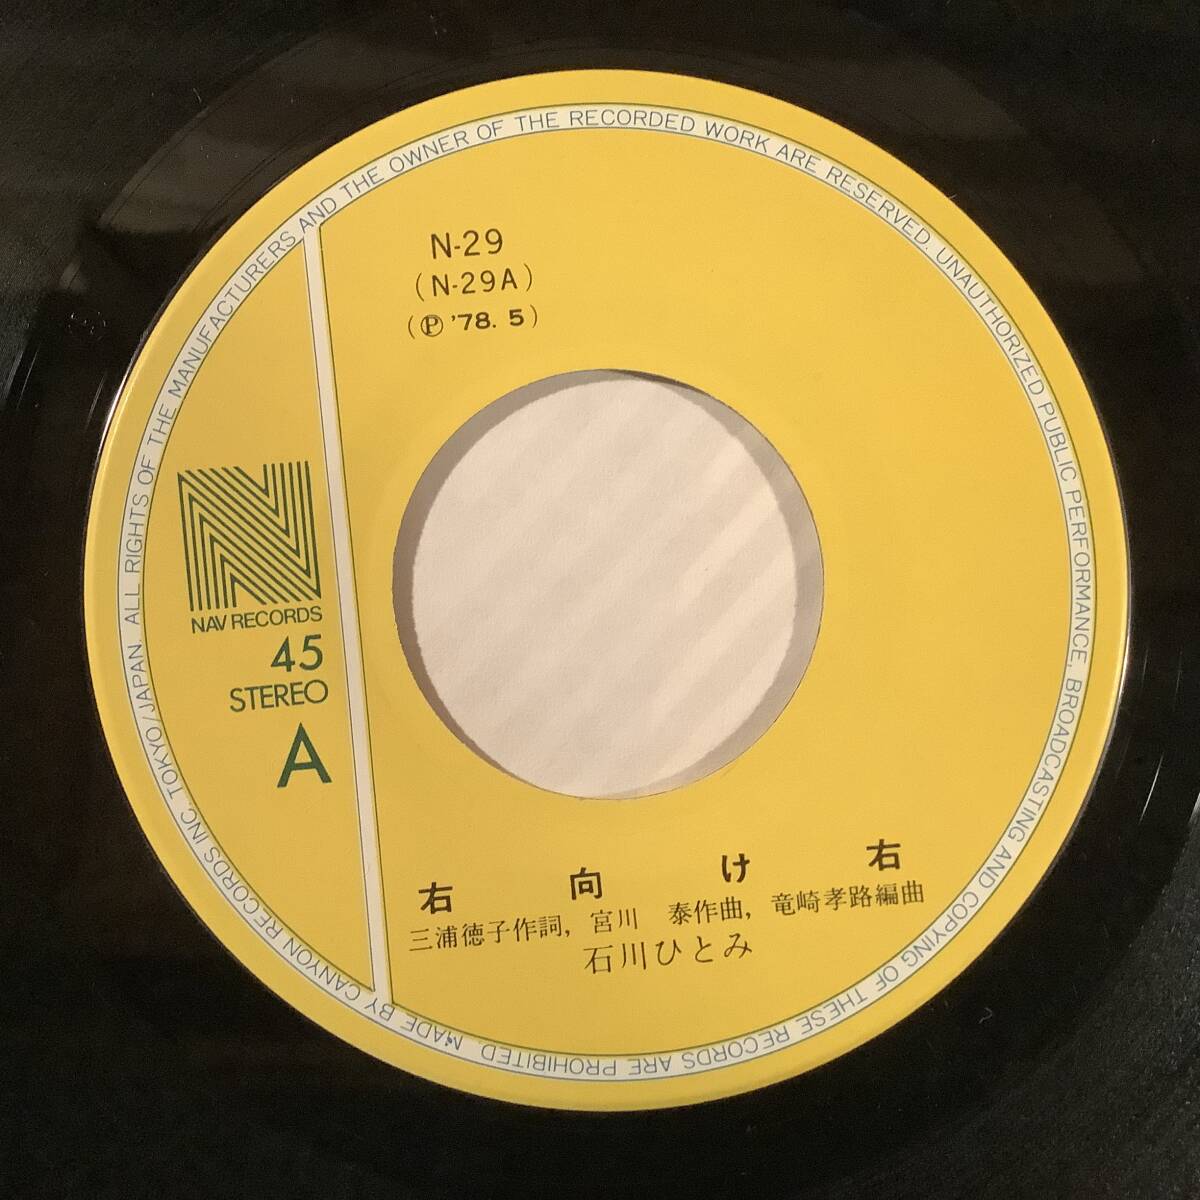 N-29
(N-29A)
(Ⓟ '78. 5)
NAV RECORDS
45
STEREO
A
右向け右
三浦徳子作詞, 宮川 泰作曲, 竜崎孝路編曲
石川ひとみ
MADE BY CANYON RECORDS INC. TOKYO/JAPAN. ALL RIGHTS OF THE MANUFACTURERS AND THE OWNER OF THE RECORDED WORK ARE RESERVED. UNAUTHORIZED PUBLIC PERFORMANCE, BROADCASTING AND COPYING OF THESE RECORDS ARE PROHIBITED.